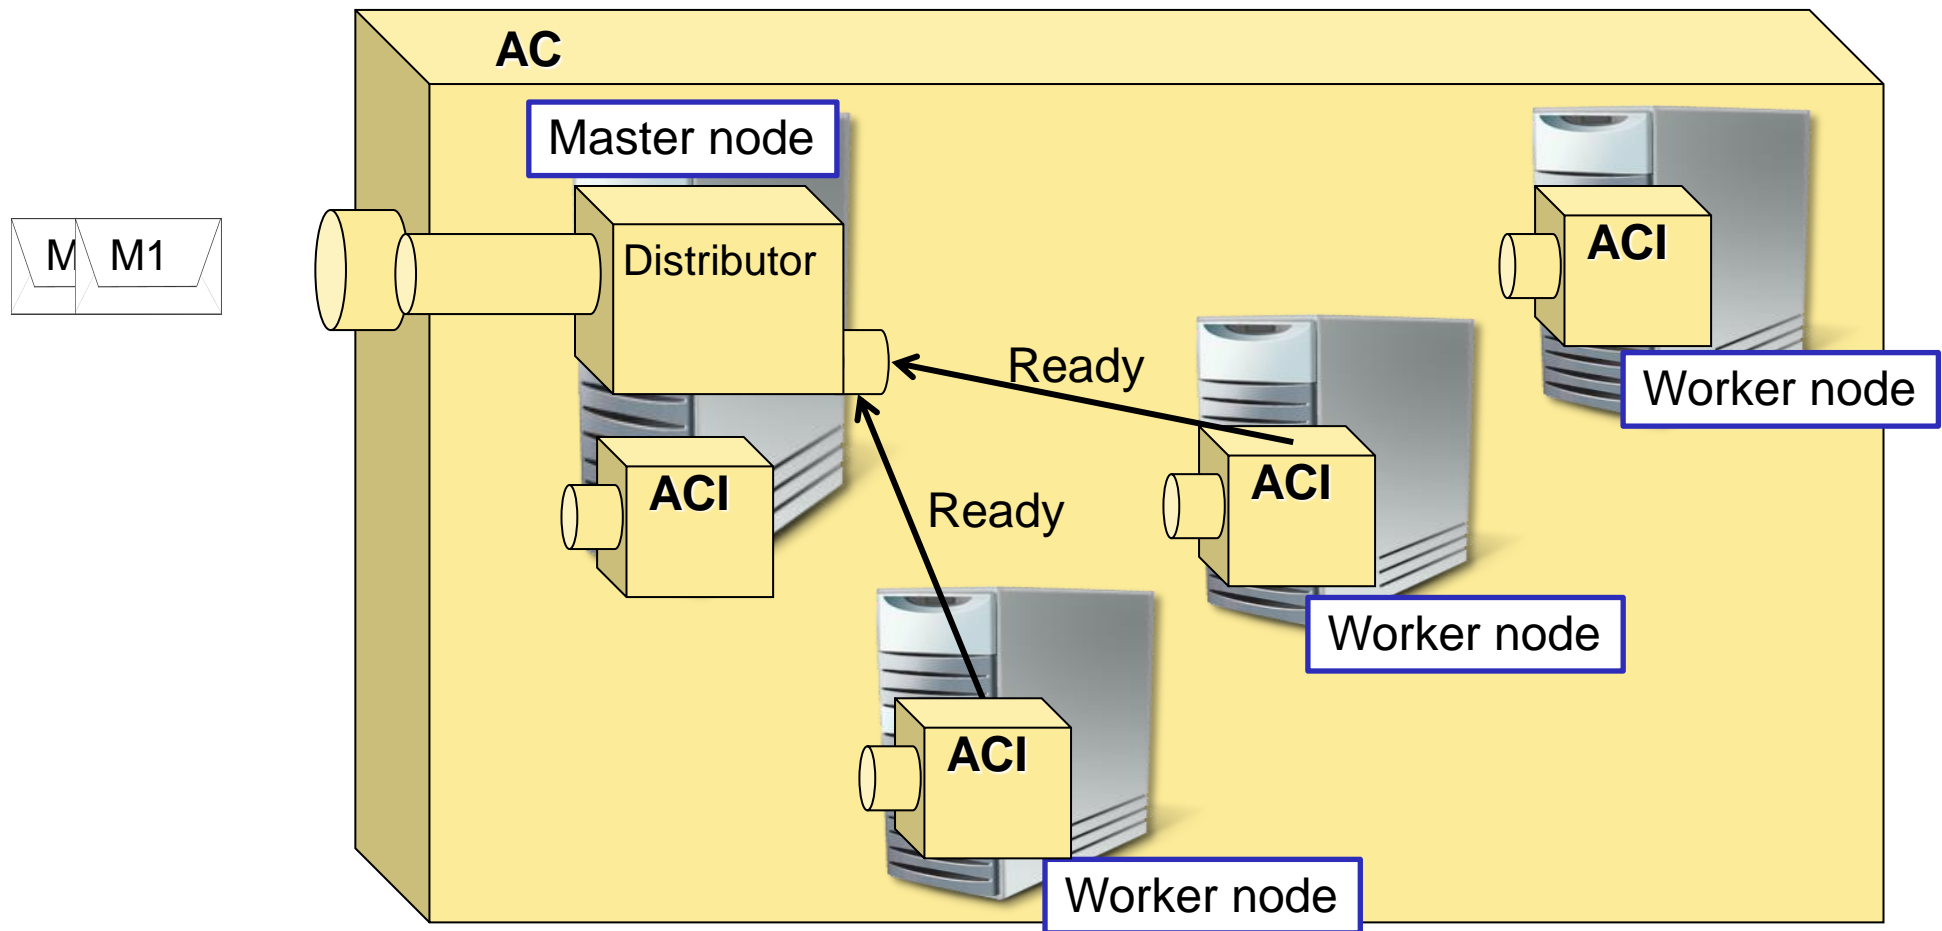 AC
Master node
M
M1
Distributor
ACI
Worker node
Ready
ACI
Worker node
ACI
Ready
ACI
Worker node